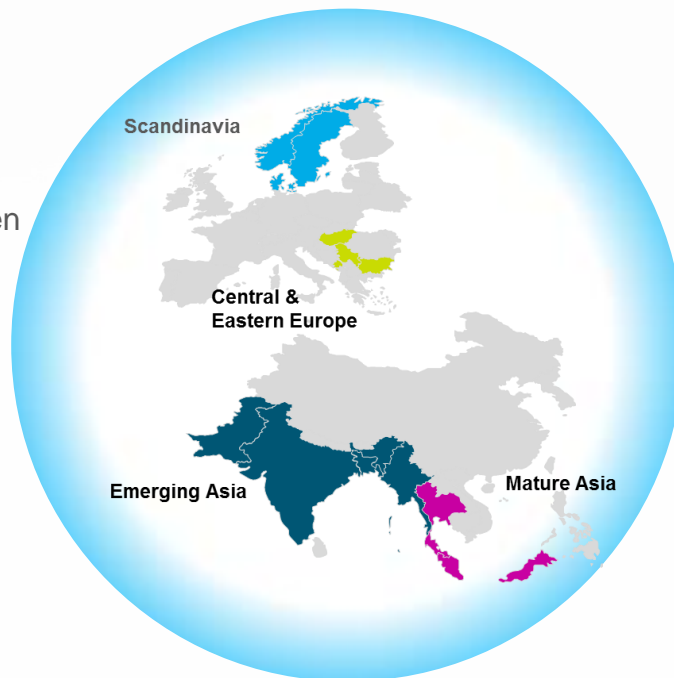 Scandinavia
en
Central &
Eastern Europe
Emerging Asia
Mature Asia